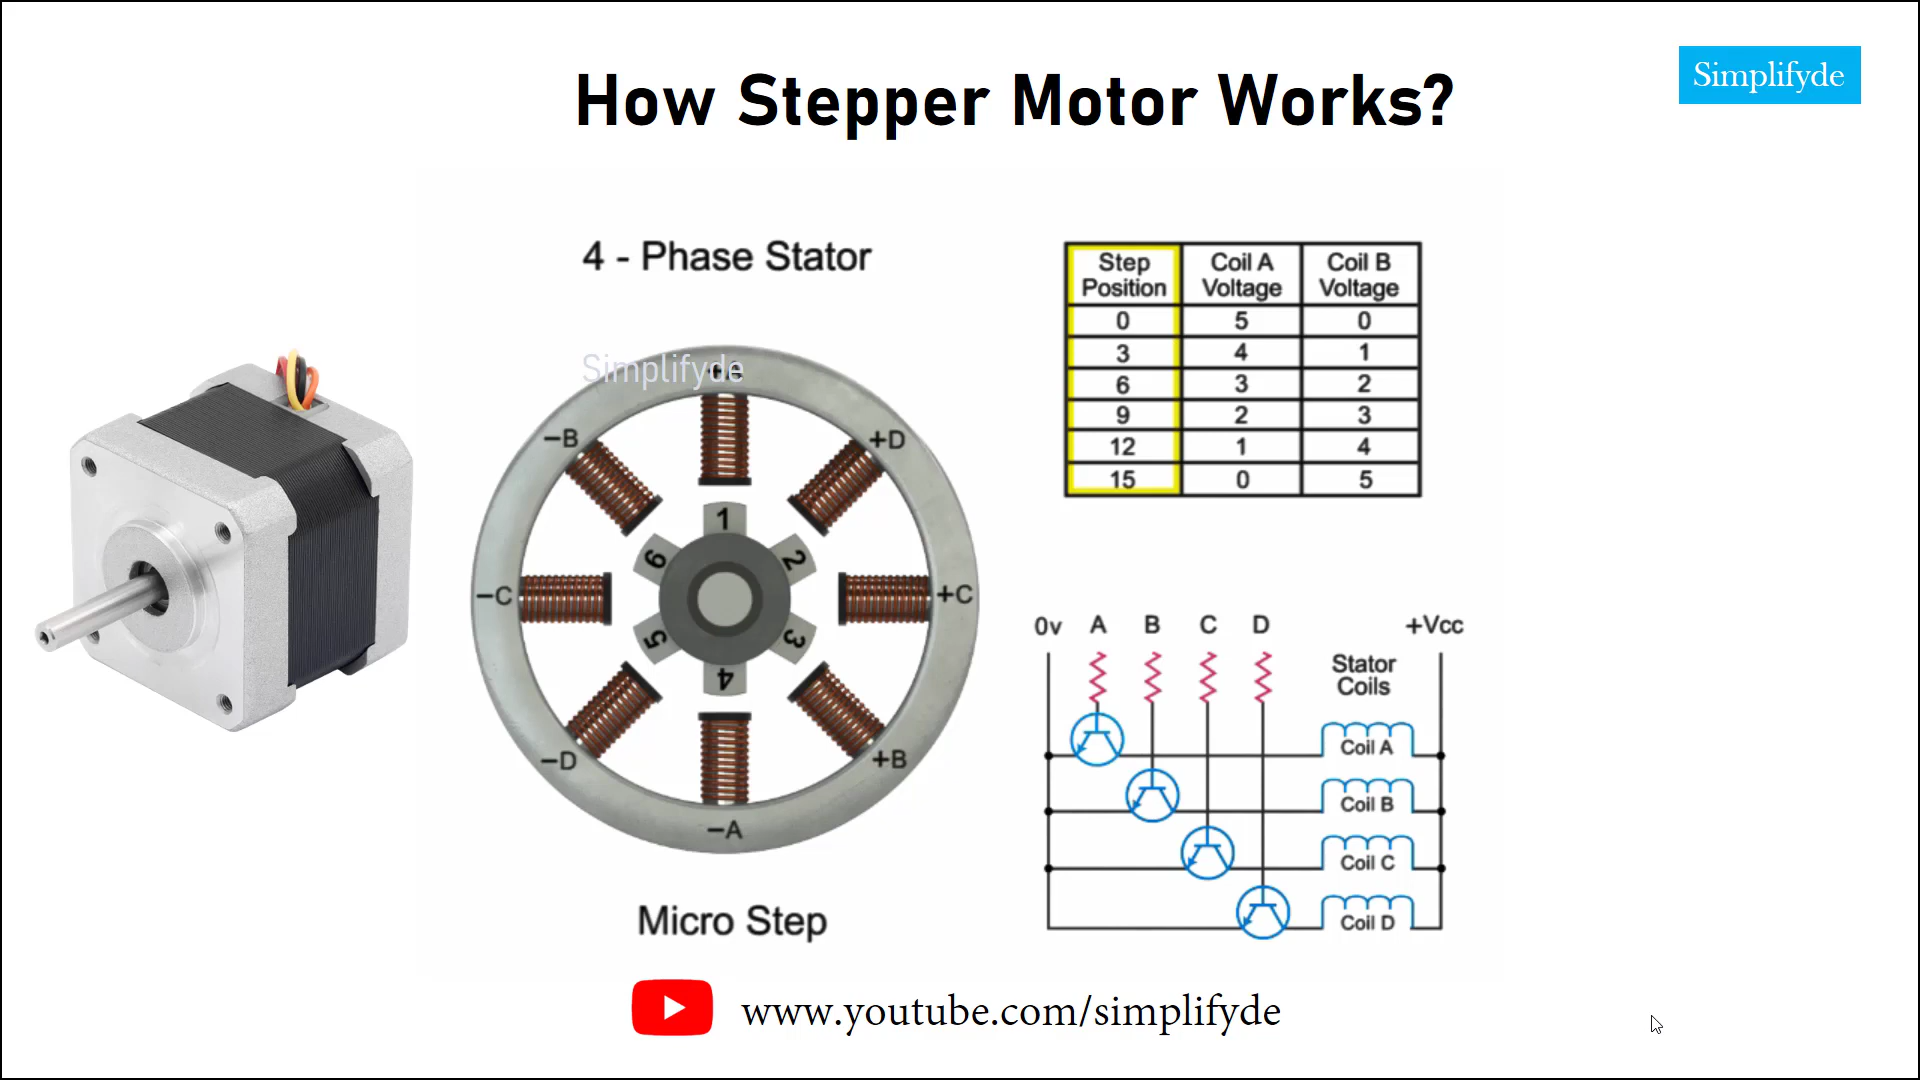 How Stepper Motor Works?
Simplifyde
4 - Phase Stator
Simplifyde
+A
-B
+D
-C
+C
-D
+B
-A
1
2
3
4
5
6
Micro Step
Step Position Coil A Voltage Coil B Voltage
0 5 0
3 4 1
6 3 2
9 2 3
12 1 4
15 0 5
0v A B C D +Vcc
Stator
Coils
Coil A
Coil B
Coil C
Coil D
www.youtube.com/simplifyde